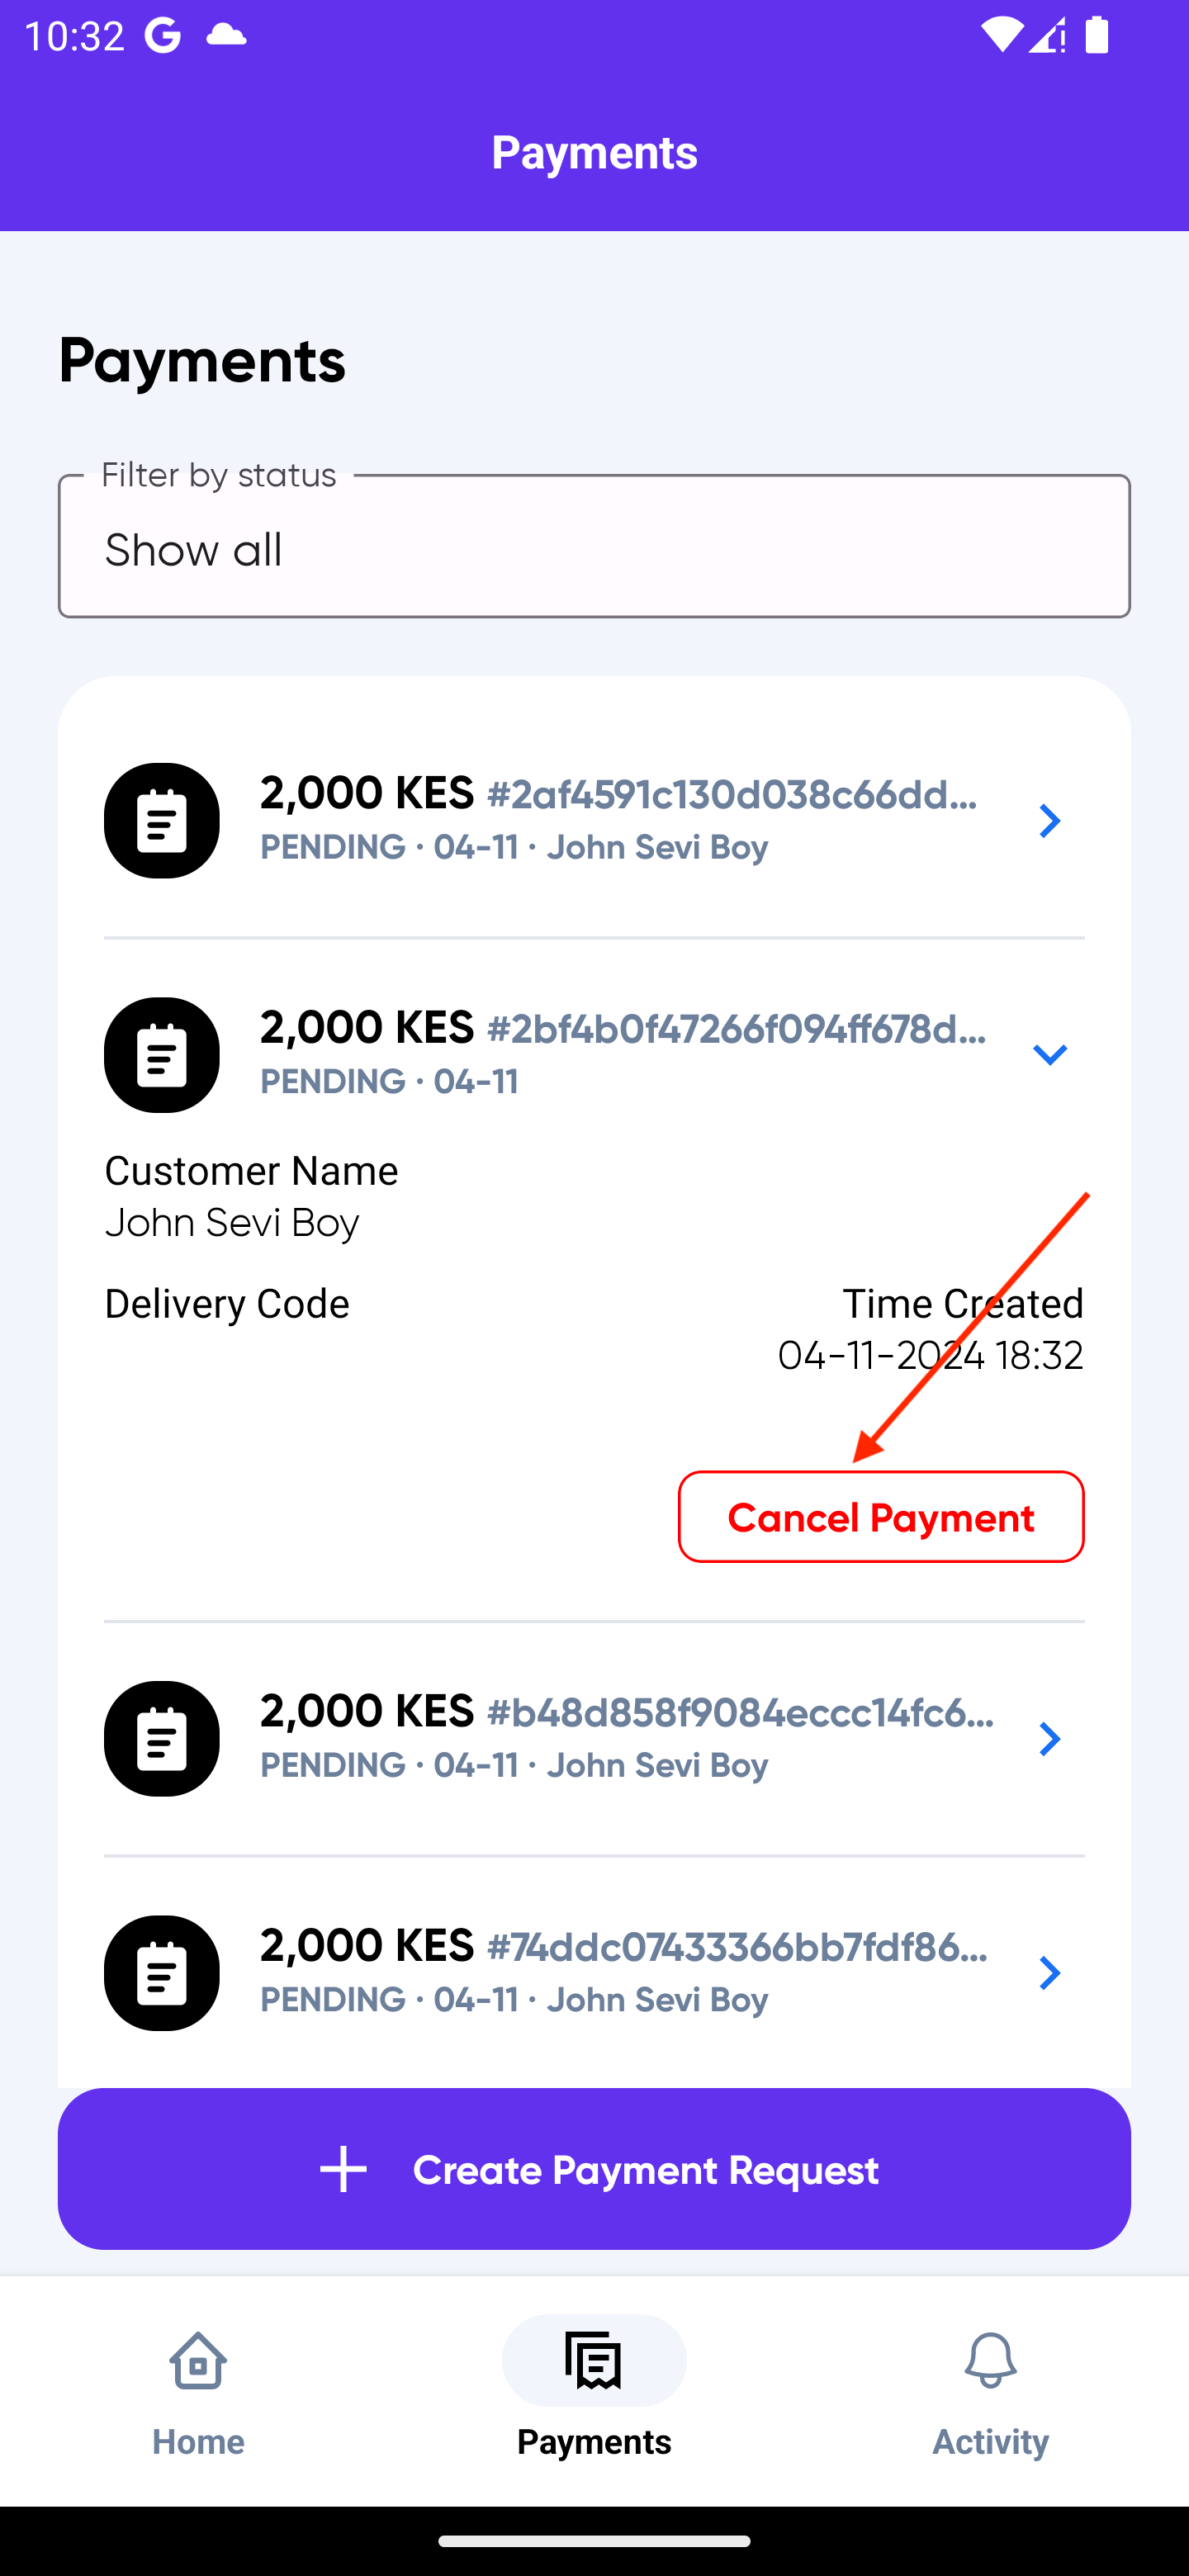 10:32
Payments
Payments
Filter by status
Show all
2,000 KES #2af4591c130d038c66dd...
PENDING · 04-11 · John Sevi Boy
2,000 KES #2bf4b0f47266f094ff678d...
PENDING · 04-11
Customer Name
John Sevi Boy
Delivery Code
Time Created
04-11-2024 18:32
Cancel Payment
2,000 KES #b48d858f9084eccc14fc6...
PENDING · 04-11 · John Sevi Boy
2,000 KES #74ddc07433366bb7fdf86...
PENDING · 04-11 · John Sevi Boy
Create Payment Request
Home
Payments
Activity